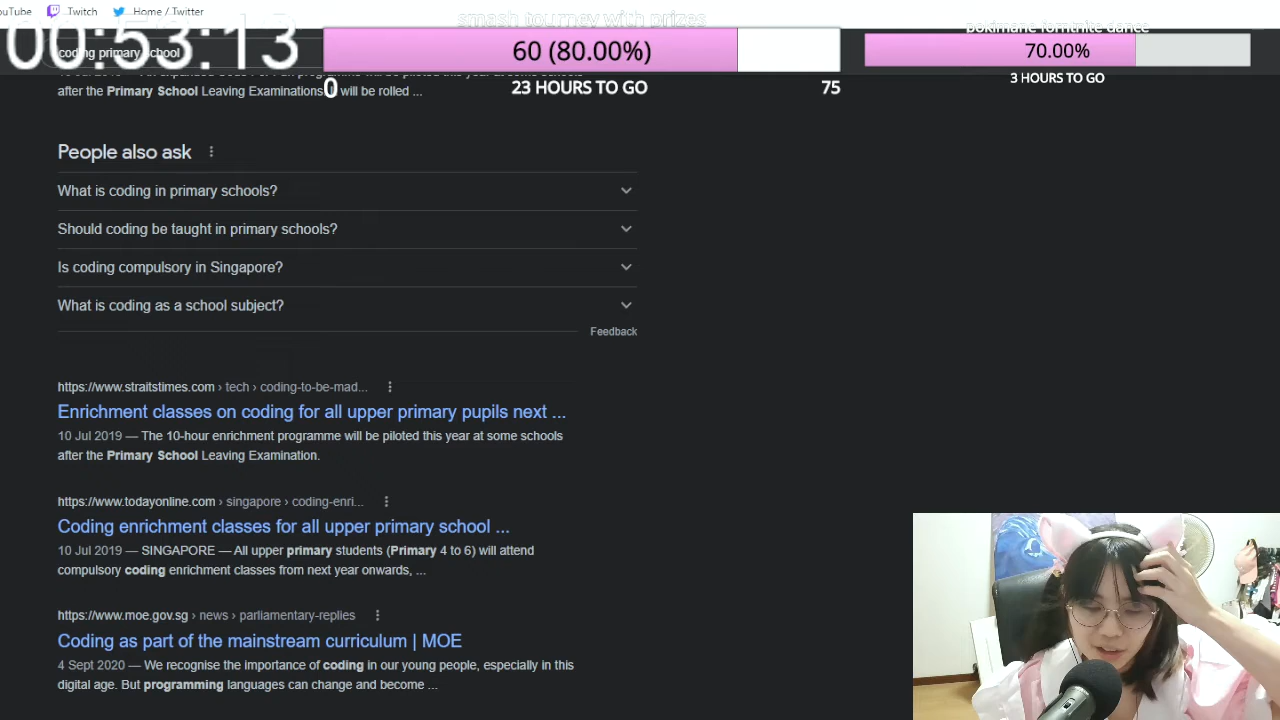 ouTube Twitch Home / Twitter
smash tourney with prizes
pokimane forntnite dance
00:53:13
coding primary school
60 (80.00%)
70.00%
0 23 HOURS TO GO 75
3 HOURS TO GO
after the Primary School Leaving Examinations will be rolled ...
People also ask
What is coding in primary schools?
Should coding be taught in primary schools?
Is coding compulsory in Singapore?
What is coding as a school subject?
Feedback
https://www.straitstimes.com › tech › coding-to-be-mad...
Enrichment classes on coding for all upper primary pupils next ...
10 Jul 2019 — The 10-hour enrichment programme will be piloted this year at some schools
after the Primary School Leaving Examination.
https://www.todayonline.com › singapore › coding-enri...
Coding enrichment classes for all upper primary school ...
10 Jul 2019 — SINGAPORE — All upper primary students (Primary 4 to 6) will attend
compulsory coding enrichment classes from next year onwards, ...
https://www.moe.gov.sg › news › parliamentary-replies
Coding as part of the mainstream curriculum | MOE
4 Sept 2020 — We recognise the importance of coding in our young people, especially in this
digital age. But programming languages can change and become ...